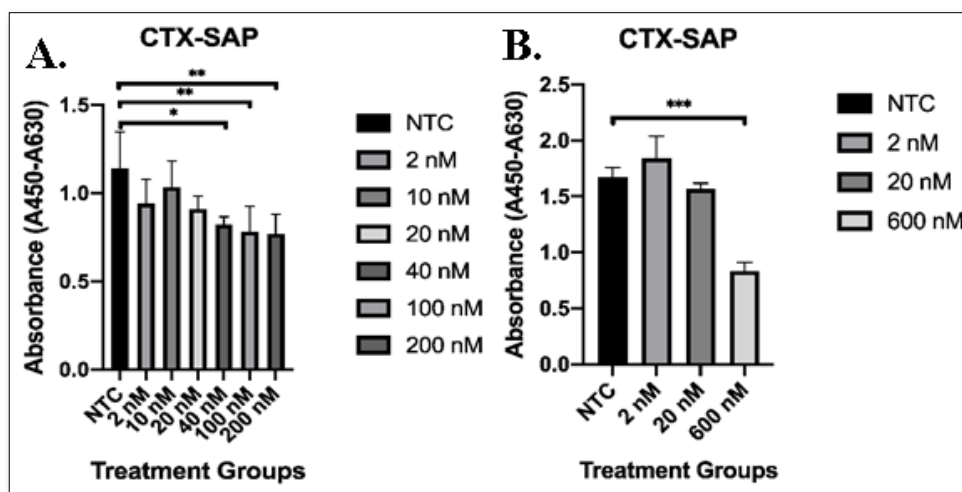 A.
CTX-SAP
**
**
*
Absorbance (A450-A630)
1.5
1.0
0.5
0.0
NTC
2 nM
10 nM
20 nM
40 nM
100 nM
200 nM
Treatment Groups
NTC
2 nM
10 nM
20 nM
40 nM
100 nM
200 nM
B.
CTX-SAP
***
Absorbance (A450-A630)
2.5
2.0
1.5
1.0
0.5
0.0
NTC
2 nM
20 nM
600 nM
Treatment Groups
NTC
2 nM
20 nM
600 nM